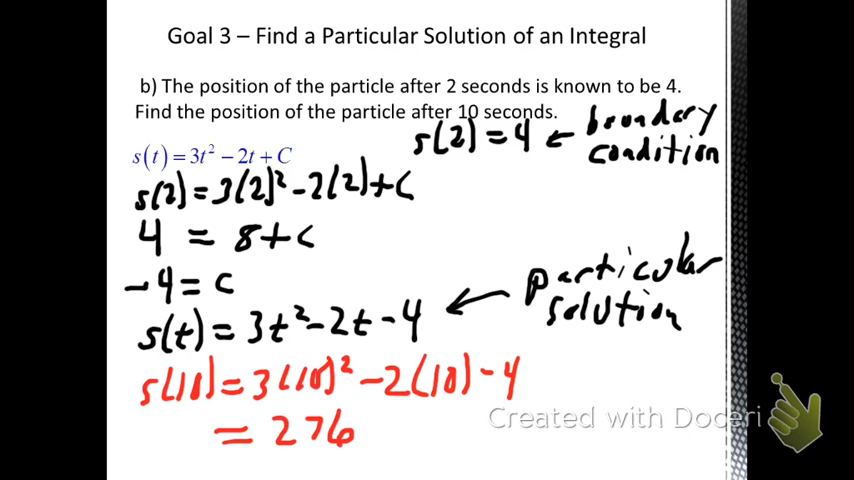 Goal 3 – Find a Particular Solution of an Integral
b) The position of the particle after 2 seconds is known to be 4.
Find the position of the particle after 10 seconds.
s(2) = 4 ← boundary
condition
s(t) = 3t² − 2t + C
s(2) = 3(2)² − 2(2) + C
4 = 8 + C
−4 = C
s(t) = 3t² − 2t − 4 ← particular
solution
s(10) = 3(10)² − 2(10) − 4
= 276
Created with Doceri